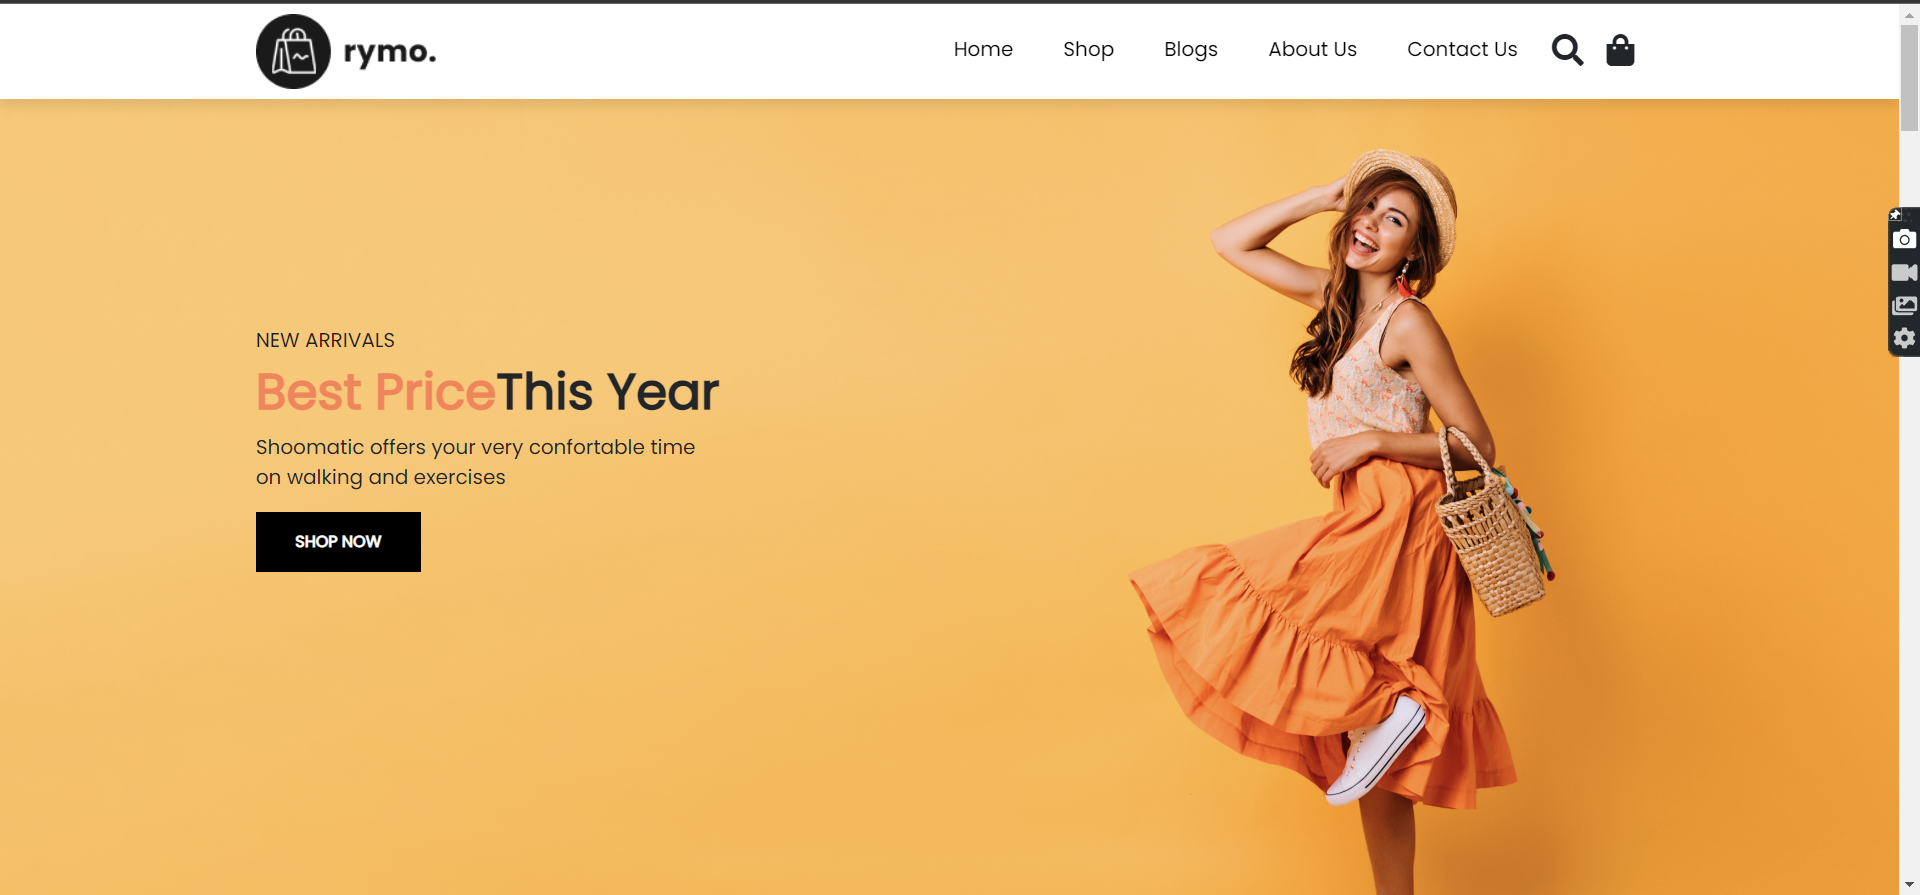 rymo.
Home Shop Blogs About Us Contact Us
NEW ARRIVALS
Best PriceThis Year
Shoomatic offers your very confortable time
on walking and exercises
SHOP NOW